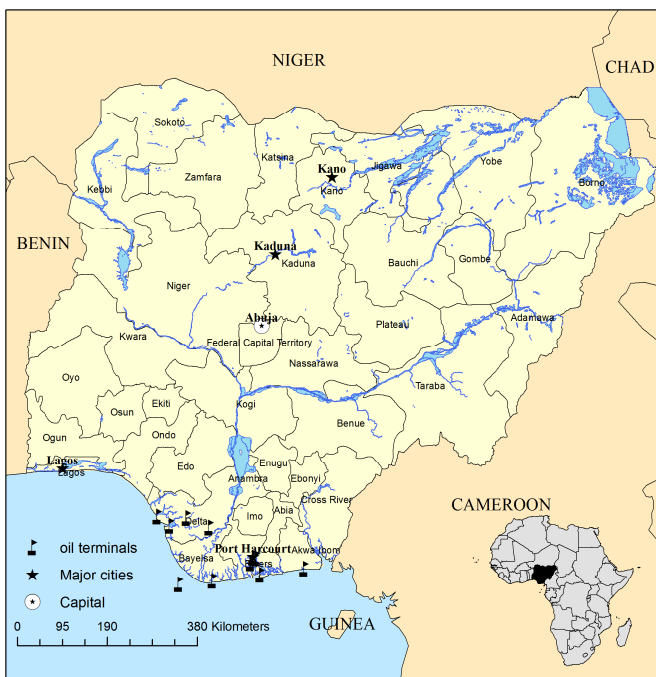 NIGER
CHAD
Sokoto
Katsina
Kano
Jigawa
Yobe
Zamfara
Kano
Borno
Kebbi
BENIN
Kaduna
Kaduna
Bauchi
Gombe
Niger
Abuja
Plateau
Adamawa
Kwara
Federal Capital Territory
Nassarawa
Oyo
Taraba
Kogi
Ekiti
Osun
Benue
Ogun
Ondo
Lagos
Lagos
Edo
Enugu
Anambra
Ebonyi
Cross River
Abia
Imo
CAMEROON
Delta
Port Harcourt
Akwa Ibom
Bayelsa
Rivers
oil terminals
Major cities
Capital
0 95 190 380 Kilometers
GUINEA